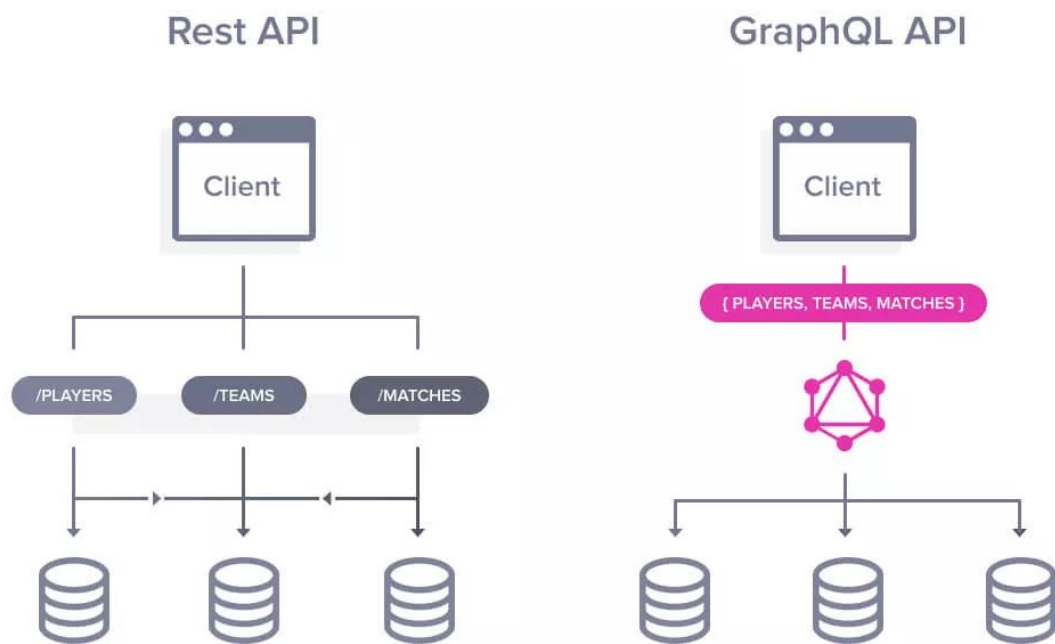 Rest API
GraphQL API
Client
Client
{ PLAYERS, TEAMS, MATCHES }
/PLAYERS
/TEAMS
/MATCHES